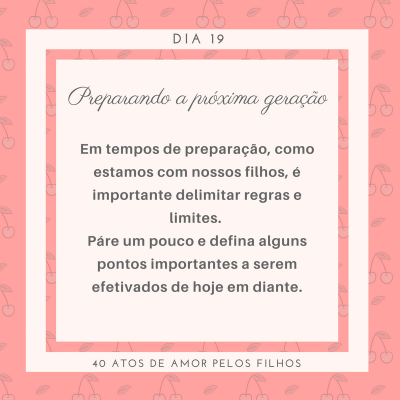 DIA 19
Preparando a próxima geração
Em tempos de preparação, como
estamos com nossos filhos, é
importante delimitar regras e
limites.
Páre um pouco e defina alguns
pontos importantes a serem
efetivados de hoje em diante.
40 ATOS DE AMOR PELOS FILHOS